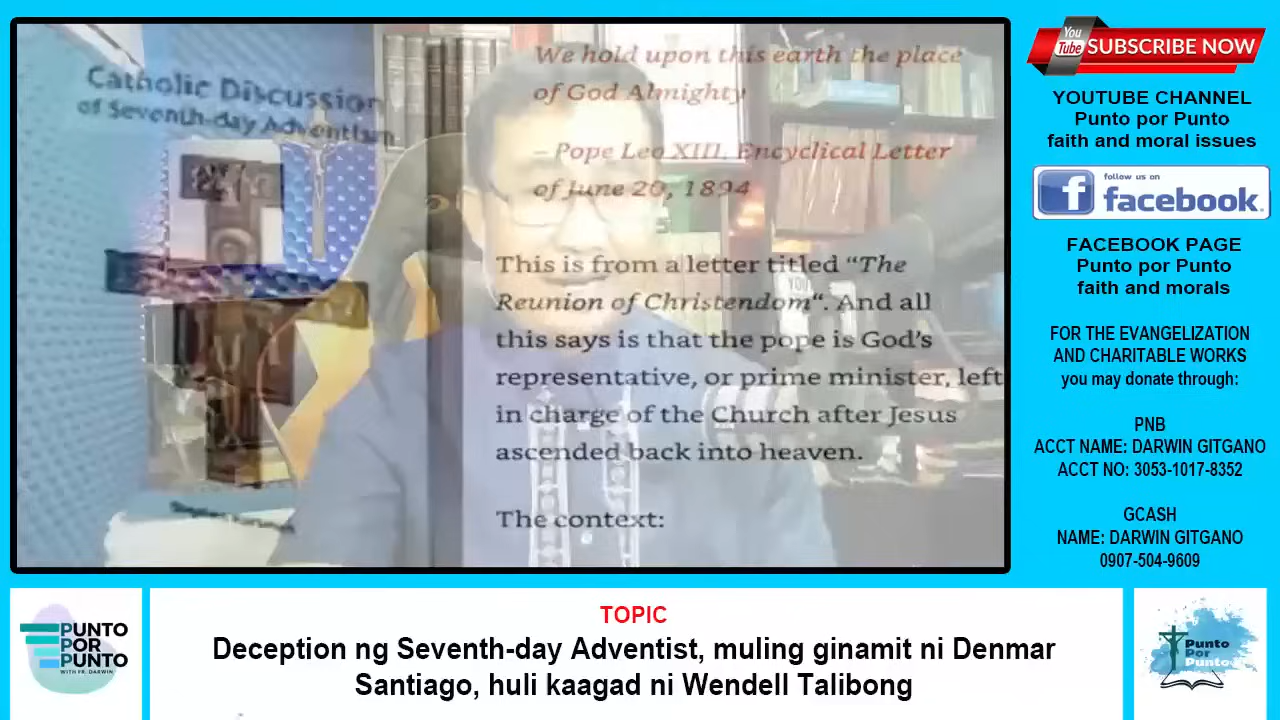 Catholic Discussion
of Seventh-day Adventism
We hold upon this earth the place
of God Almighty
– Pope Leo XIII, Encyclical Letter
of June 20, 1894
This is from a letter titled “The
Reunion of Christendom“. And all
this says is that the pope is God’s
representative, or prime minister, left
in charge of the Church after Jesus
ascended back into heaven.
The context:
You
Tube
SUBSCRIBE NOW
YOUTUBE CHANNEL
Punto por Punto
faith and moral issues
follow us on
facebook.
FACEBOOK PAGE
Punto por Punto
faith and morals
FOR THE EVANGELIZATION
AND CHARITABLE WORKS
you may donate through:
PNB
ACCT NAME: DARWIN GITGANO
ACCT NO: 3053-1017-8352
GCASH
NAME: DARWIN GITGANO
0907-504-9609
PUNTO
POR
PUNTO
WITH FR. DARWIN
TOPIC
Deception ng Seventh-day Adventist, muling ginamit ni Denmar
Santiago, huli kaagad ni Wendell Talibong
Punto
Por
Punto